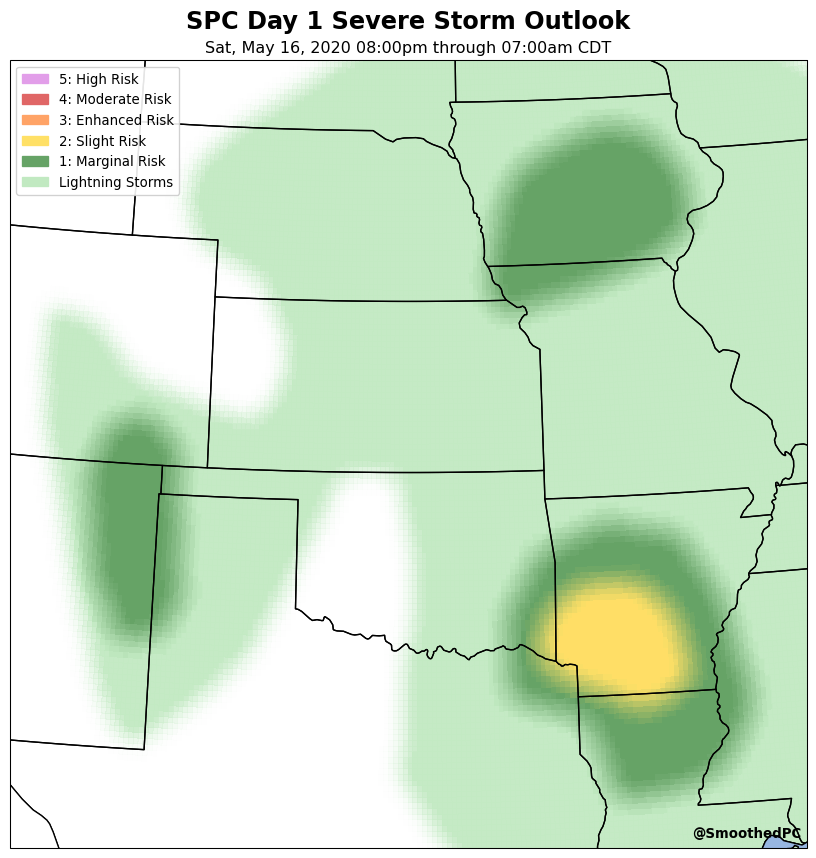 SPC Day 1 Severe Storm Outlook
Sat, May 16, 2020 08:00pm through 07:00am CDT
5: High Risk
4: Moderate Risk
3: Enhanced Risk
2: Slight Risk
1: Marginal Risk
Lightning Storms
@SmoothedPC